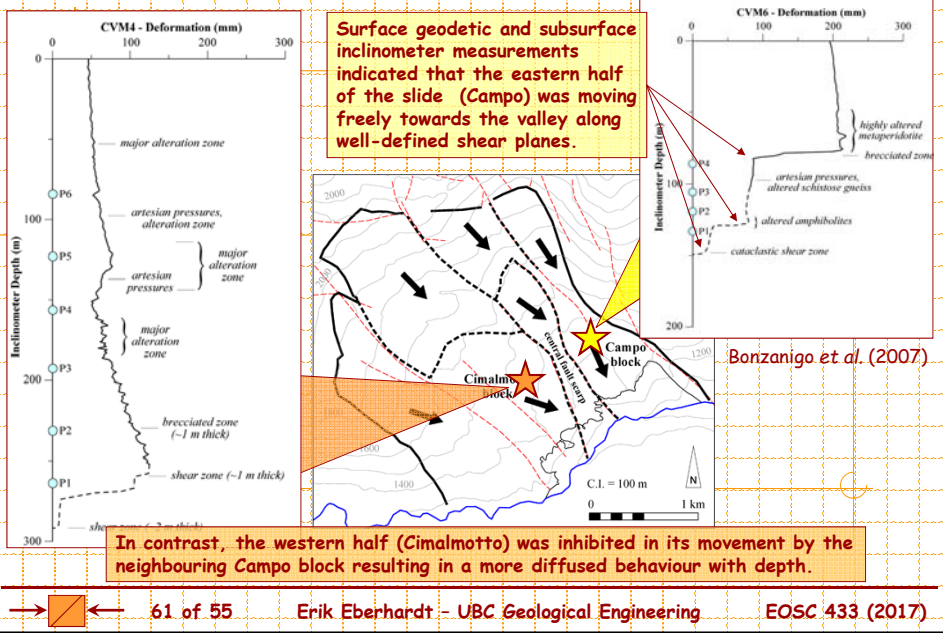 CVM4 - Deformation (mm)
0 100 200 300
0
100
200
300
Inclinometer Depth (m)
major alteration zone
P6
artesian pressures,
alteration zone
P5
major
alteration
zone
artesian
pressures
P4
major
alteration
zone
P3
P2
brecciated zone
(~1 m thick)
shear zone (~1 m thick)
P1
Surface geodetic and subsurface
inclinometer measurements
indicated that the eastern half
of the slide (Campo) was moving
freely towards the valley along
well-defined shear planes.
CVM6 - Deformation (mm)
0 100 200 300
0
100
200
Inclinometer Depth (m)
highly altered
metaperidotite
brecciated zone
P4
artesian pressures,
altered schistose gneiss
P3
P2
altered amphibolites
P1
cataclastic shear zone
2000
2000
central fault scarp
Campo
block
1200
Cimalmo
block
1600
1400
C.I. = 100 m
0 1 km
N
Bonzanigo et al. (2007)
In contrast, the western half (Cimalmotto) was inhibited in its movement by the
neighbouring Campo block resulting in a more diffused behaviour with depth.
61 of 55 Erik Eberhardt – UBC Geological Engineering EOSC 433 (2017)